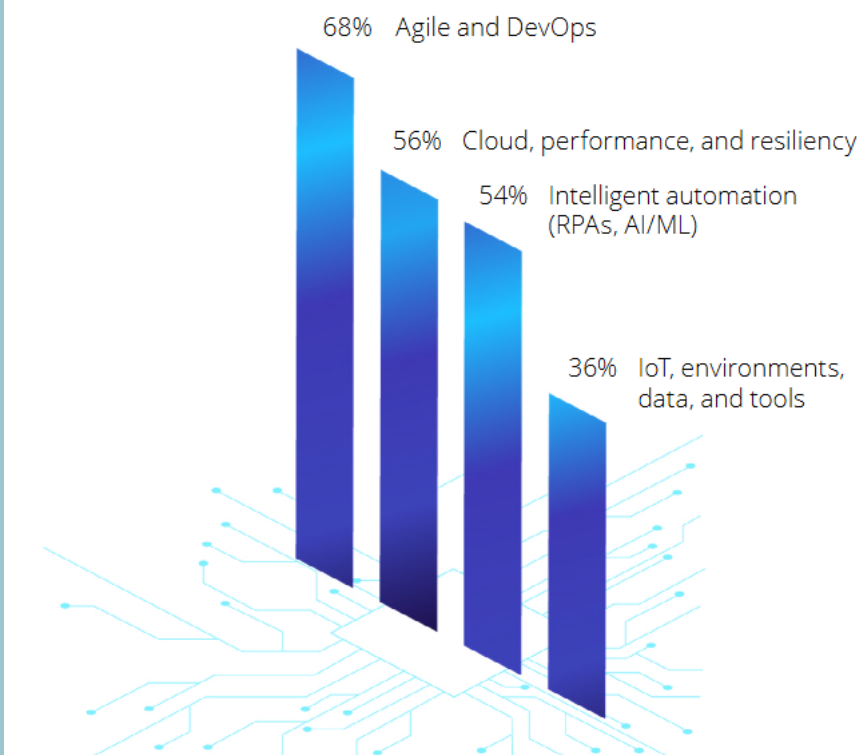 68% Agile and DevOps
56% Cloud, performance, and resiliency
54% Intelligent automation
(RPAs, AI/ML)
36% IoT, environments,
data, and tools